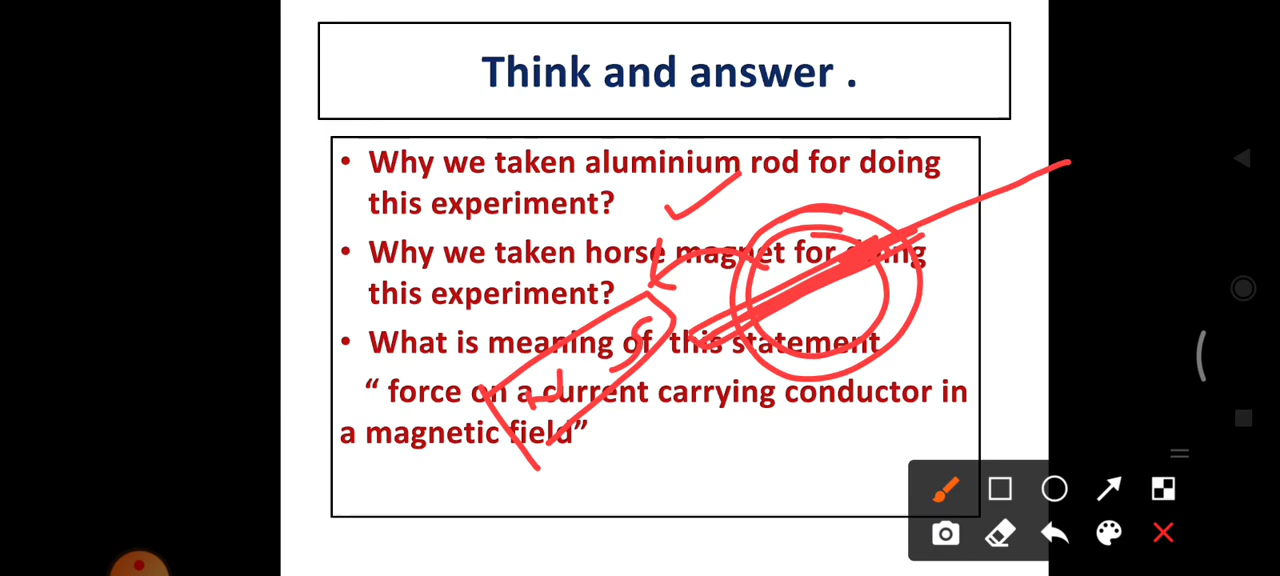 Think and answer .
• Why we taken aluminium rod for doing
this experiment?
• Why we taken horse magnet for doing
this experiment?
• What is meaning of this statement
“ force on a current carrying conductor in
a magnetic field”
N S